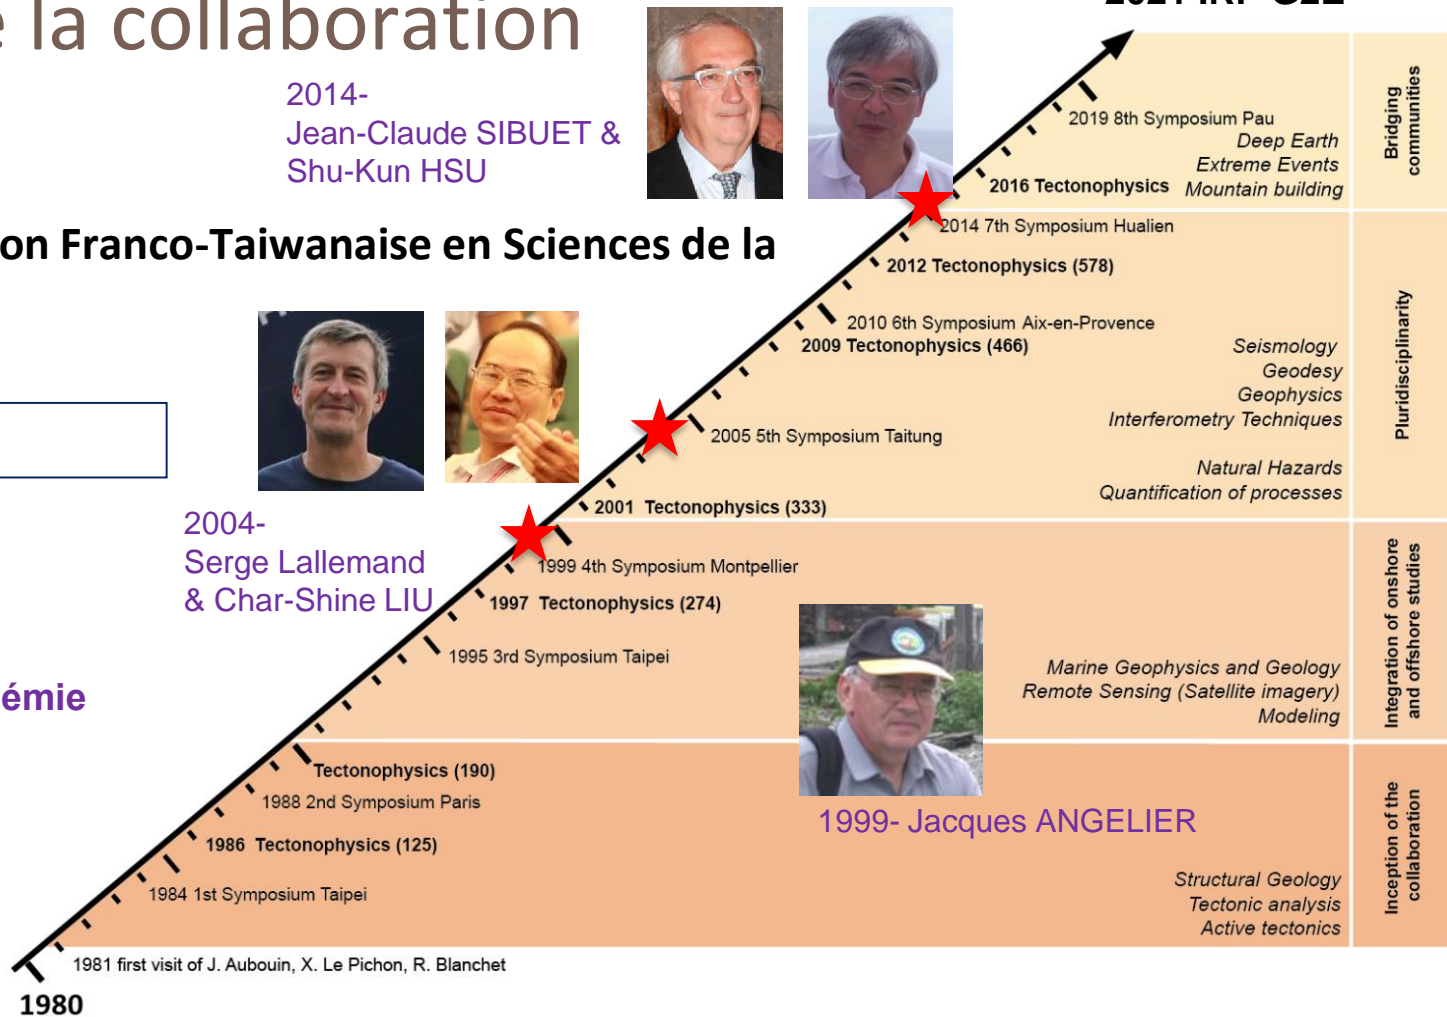 la collaboration
2014-
Jean-Claude SIBUET &
Shu-Kun HSU
on Franco-Taiwanaise en Sciences de la
2004-
Serge Lallemand
& Char-Shine LIU
émie
1999- Jacques ANGELIER
2019 8th Symposium Pau
Deep Earth
Extreme Events
2016 Tectonophysics Mountain building
Bridging
communities
2014 7th Symposium Hualien
2012 Tectonophysics (578)
2010 6th Symposium Aix-en-Provence
2009 Tectonophysics (466)
Seismology
Geodesy
Geophysics
Interferometry Techniques
2005 5th Symposium Taitung
Natural Hazards
Quantification of processes
2001 Tectonophysics (333)
Pluridisciplinarity
1999 4th Symposium Montpellier
1997 Tectonophysics (274)
1995 3rd Symposium Taipei
Marine Geophysics and Geology
Remote Sensing (Satellite imagery)
Modeling
Integration of onshore
and offshore studies
Tectonophysics (190)
1988 2nd Symposium Paris
1986 Tectonophysics (125)
1984 1st Symposium Taipei
Structural Geology
Tectonic analysis
Active tectonics
Inception of the
collaboration
1981 first visit of J. Aubouin, X. Le Pichon, R. Blanchet
1980